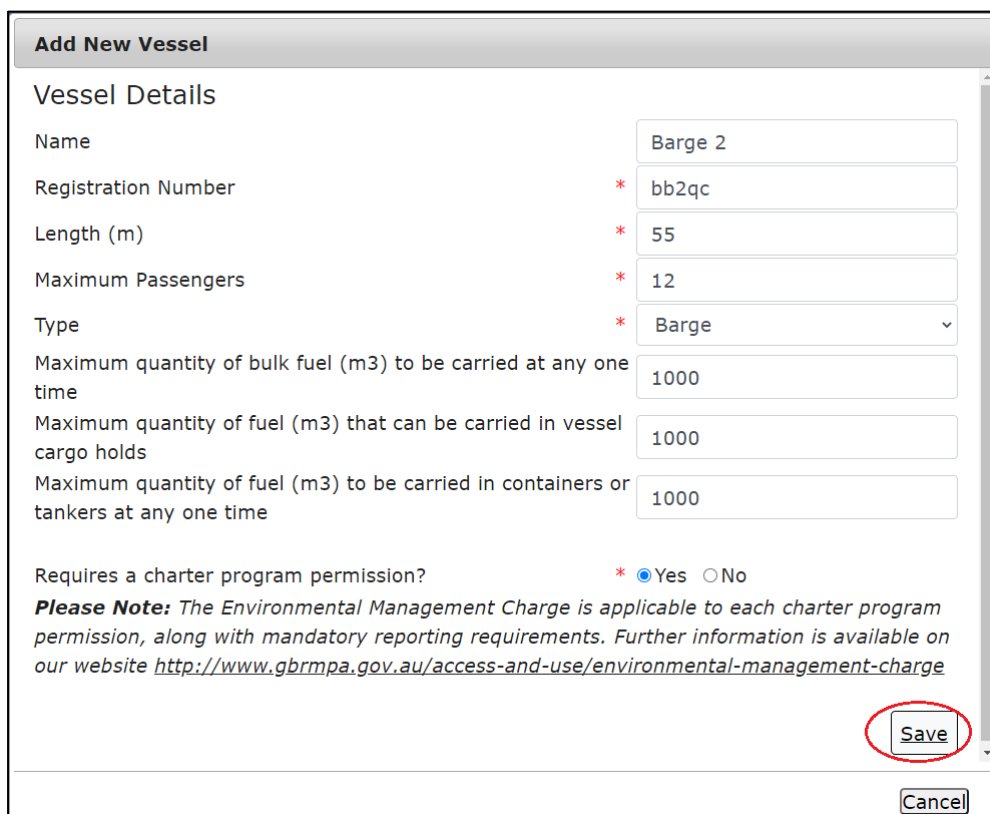 Add New Vessel
Vessel Details
Name Barge 2
Registration Number * bb2qc
Length (m) * 55
Maximum Passengers * 12
Type * Barge
Maximum quantity of bulk fuel (m3) to be carried at any one
time
1000
Maximum quantity of fuel (m3) that can be carried in vessel
cargo holds
1000
Maximum quantity of fuel (m3) to be carried in containers or
tankers at any one time
1000
Requires a charter program permission? * Yes No
Please Note: The Environmental Management Charge is applicable to each charter program
permission, along with mandatory reporting requirements. Further information is available on
our website http://www.gbrmpa.gov.au/access-and-use/environmental-management-charge
Save
Cancel